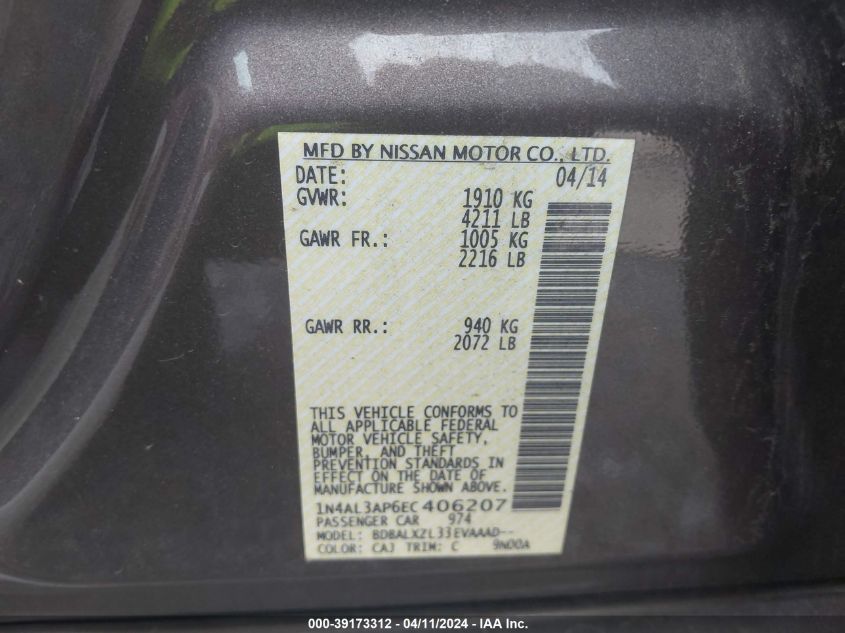 MFD BY NISSAN MOTOR CO., LTD.
DATE: 04/14
GVWR: 1910 KG
4211 LB
GAWR FR.: 1005 KG
2216 LB
GAWR RR.: 940 KG
2072 LB
THIS VEHICLE CONFORMS TO
ALL APPLICABLE FEDERAL
MOTOR VEHICLE SAFETY,
BUMPER, AND THEFT
PREVENTION STANDARDS IN
EFFECT ON THE DATE OF
MANUFACTURE SHOWN ABOVE.
1N4AL3AP6EC406207
PASSENGER CAR 974
MODEL: BDBALXZL33EVAAAD--
COLOR: CAJ TRIM: C 9N00A
000-39173312 / 04/11/2024 - IAA Inc.